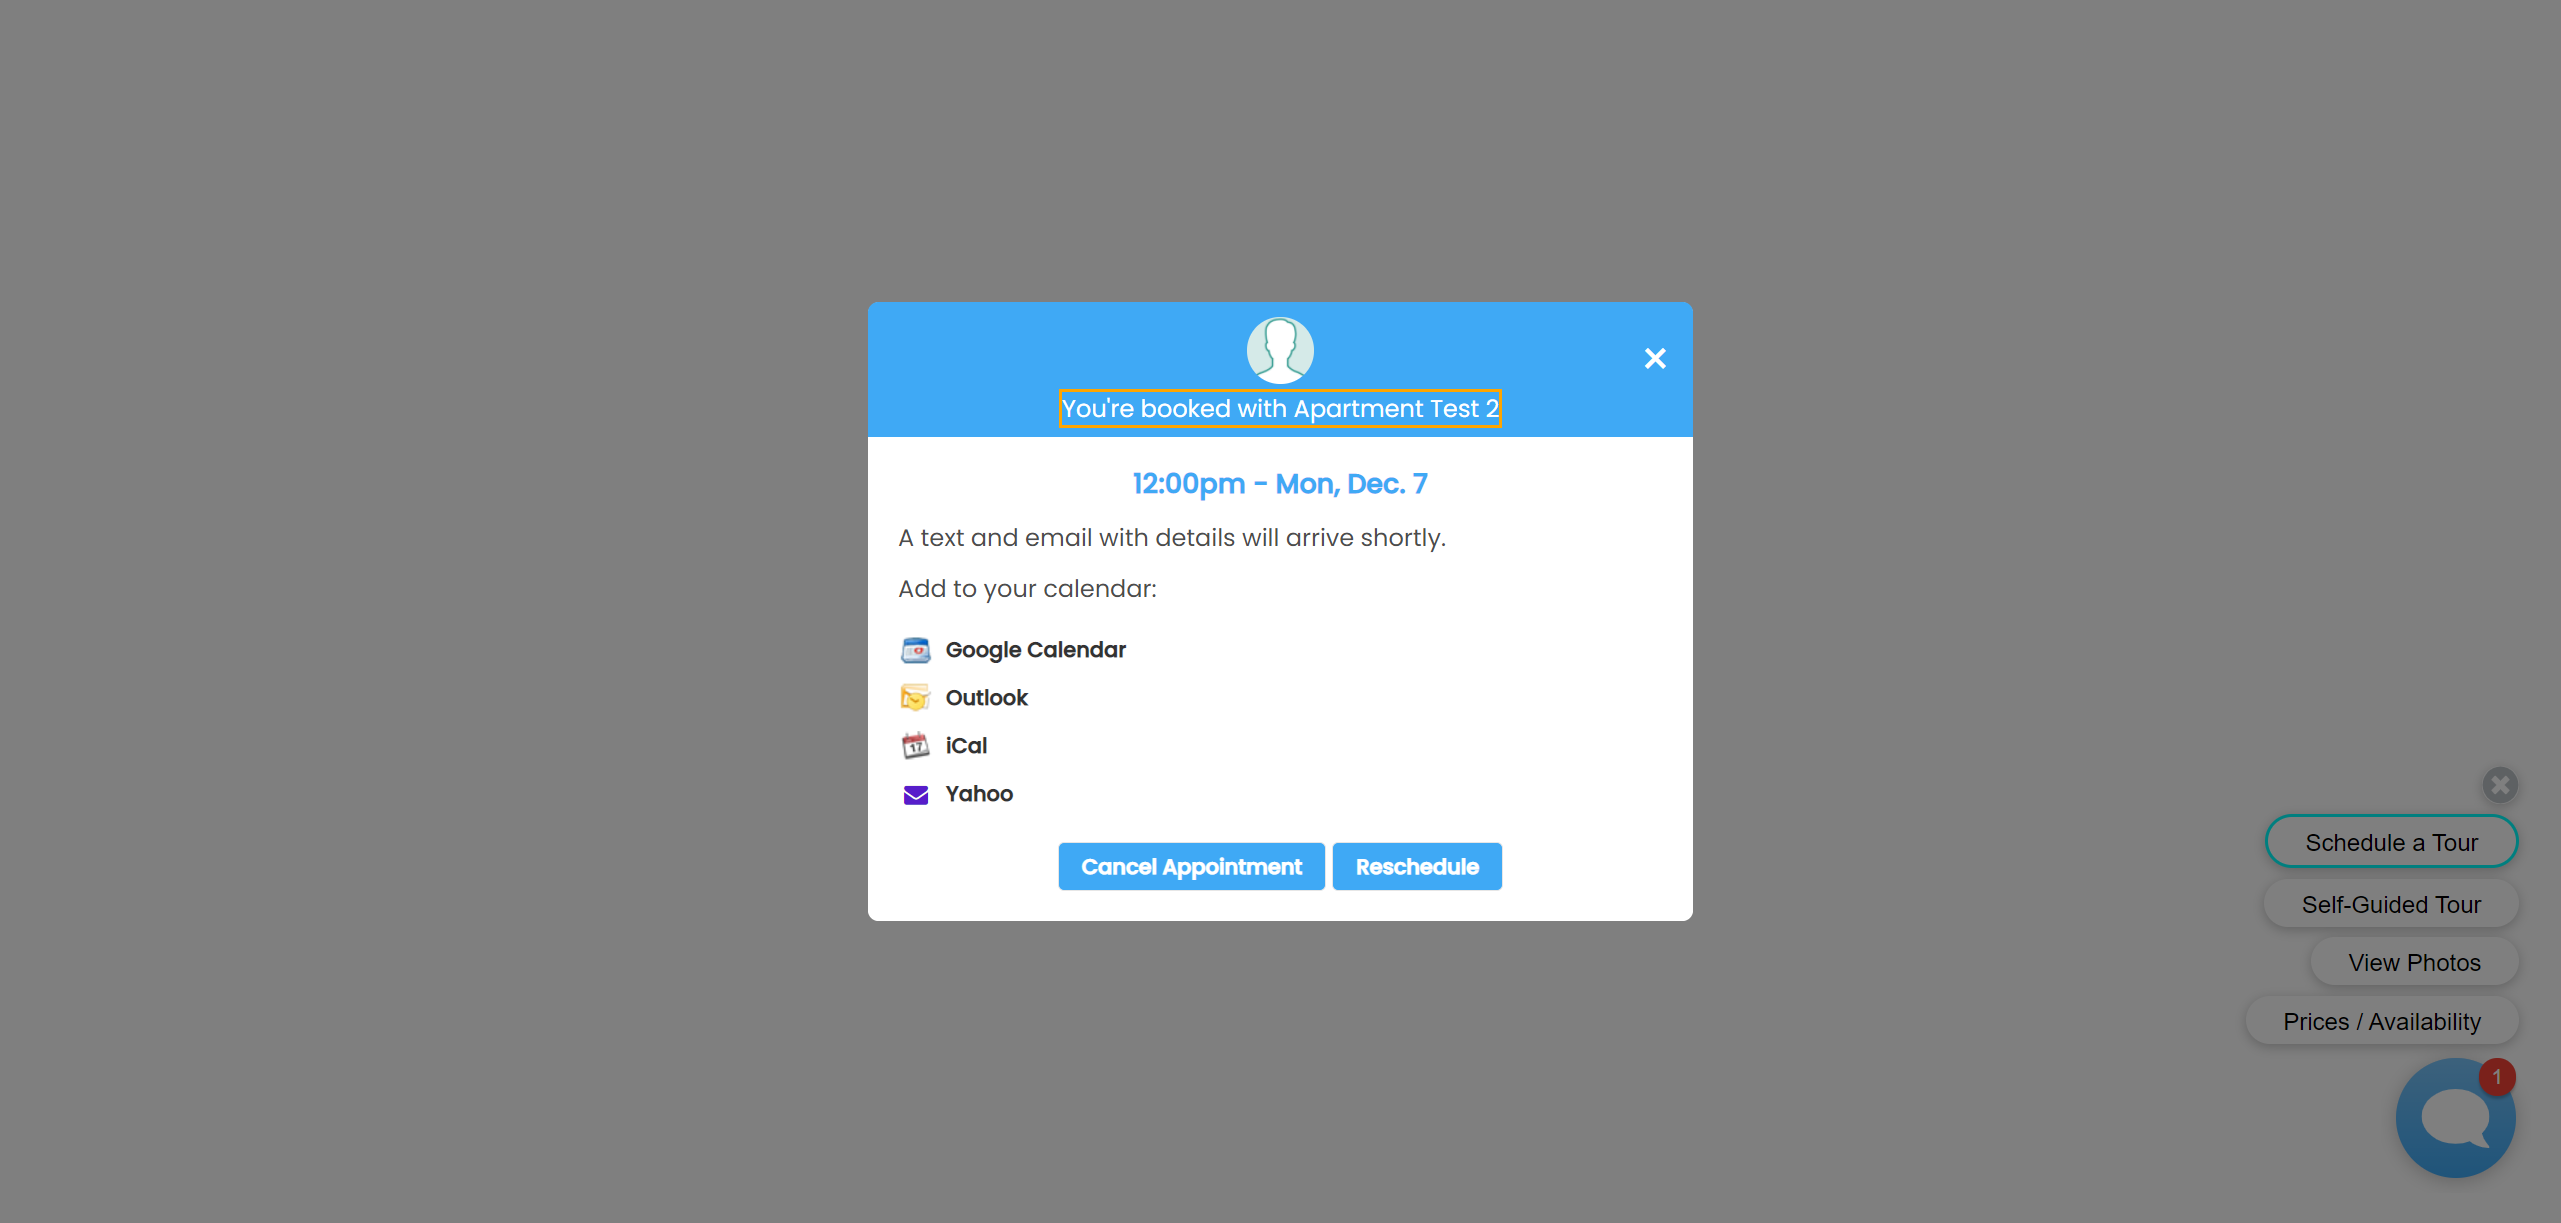 You're booked with Apartment Test 2
12:00pm - Mon, Dec. 7
A text and email with details will arrive shortly.
Add to your calendar:
Google Calendar
Outlook
17
iCal
Yahoo
Cancel Appointment
Reschedule
Schedule a Tour
Self-Guided Tour
View Photos
Prices / Availability
1